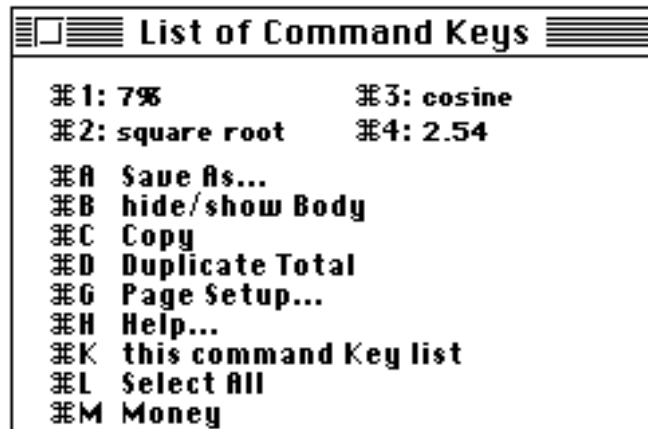 List of Command Keys
⌘1: 7% ⌘3: cosine
⌘2: square root ⌘4: 2.54
⌘A Save As...
⌘B hide/show Body
⌘C Copy
⌘D Duplicate Total
⌘G Page Setup...
⌘H Help...
⌘K this command Key list
⌘L Select All
⌘M Money